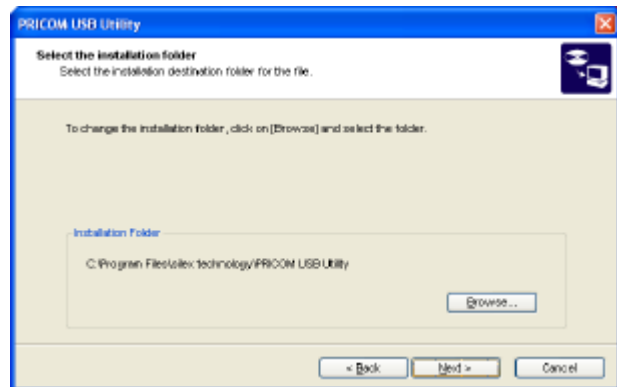 PRICOM USB Utility
Select the installation folder
Select the installation destination folder for the file.
To change the installation folder, click on [Browse] and select the folder.
Installation Folder
C:\Program Files\silex technology\PRICOM USB Utility
Browse...
< Back
Next >
Cancel